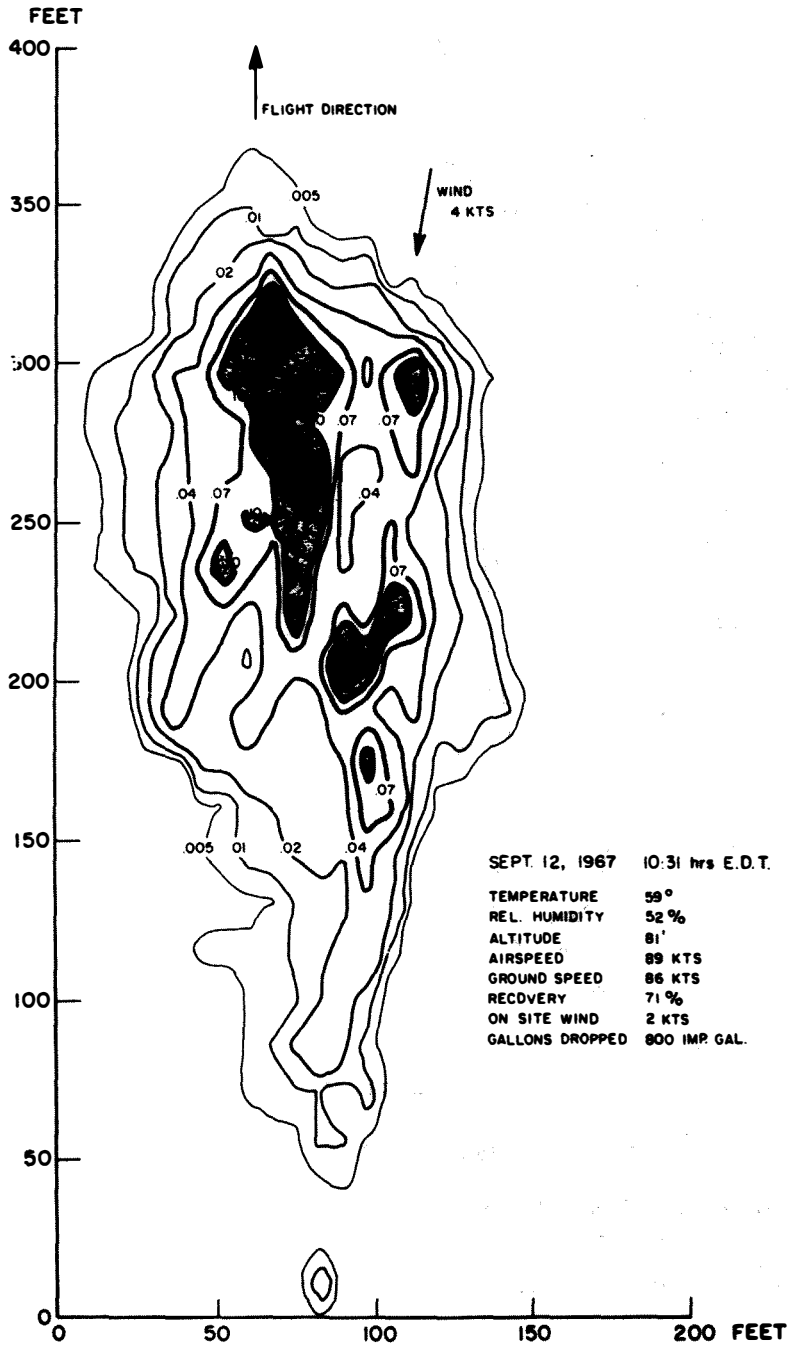 FEET
400
FLIGHT DIRECTION
.005
WIND
4 KTS
350
.01
.02
300
.07 .07
.04 .07 .04
250
.07
200
.07
150
.005 .01 .02 .04
SEPT. 12, 1967 10:31 hrs E.D.T.
TEMPERATURE 59°
REL. HUMIDITY 52%
ALTITUDE 81'
AIRSPEED 89 KTS
GROUND SPEED 86 KTS
RECOVERY 71%
ON SITE WIND 2 KTS
GALLONS DROPPED 800 IMP. GAL.
100
50
0
0 50 100 150 200 FEET